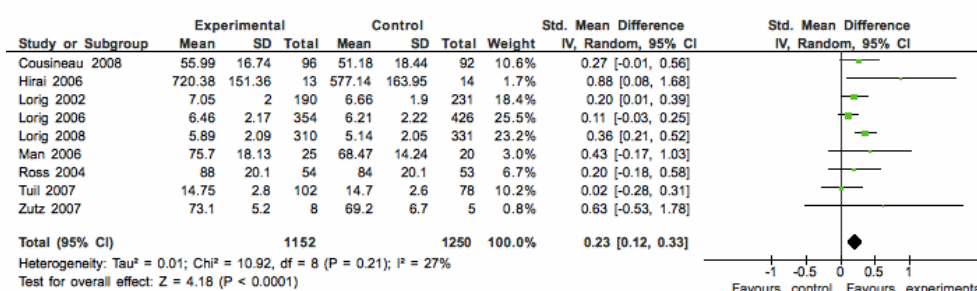 Experimental Control Std. Mean Difference Std. Mean Difference
Study or Subgroup Mean SD Total Mean SD Total Weight IV, Random, 95% CI IV, Random, 95% CI
Cousineau 2008 55.99 16.74 96 51.18 18.44 92 10.6% 0.27 [-0.01, 0.56]
Hirai 2006 720.38 151.36 13 577.14 163.95 14 1.7% 0.88 [0.08, 1.68]
Lorig 2002 7.05 2 190 6.66 1.9 231 18.4% 0.20 [0.01, 0.39]
Lorig 2006 6.46 2.17 354 6.21 2.22 426 25.5% 0.11 [-0.03, 0.25]
Lorig 2008 5.89 2.09 310 5.14 2.05 331 23.2% 0.36 [0.21, 0.52]
Man 2006 75.7 18.13 25 68.47 14.24 20 3.0% 0.43 [-0.17, 1.03]
Ross 2004 88 20.1 54 84 20.1 53 6.7% 0.20 [-0.18, 0.58]
Tuil 2007 14.75 2.8 102 14.7 2.6 78 10.2% 0.02 [-0.28, 0.31]
Zutz 2007 73.1 5.2 8 69.2 6.7 5 0.8% 0.63 [-0.53, 1.78]
Total (95% CI) 1152 1250 100.0% 0.23 [0.12, 0.33]
Heterogeneity: Tau² = 0.01; Chi² = 10.92, df = 8 (P = 0.21); I² = 27%
Test for overall effect: Z = 4.18 (P < 0.0001)
-1 -0.5 0 0.5 1
Favours control Favours experimenta